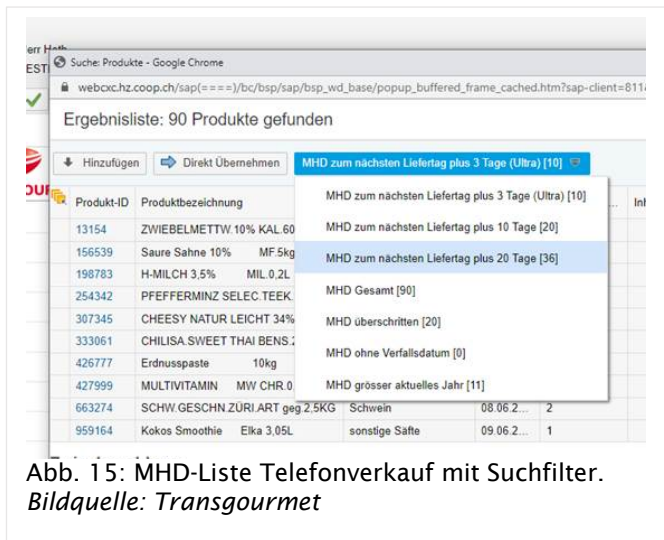 err Hoth
EST
Suche: Produkte - Google Chrome
webcxc.hz.coop.ch/sap(====)/bc/bsp/sap/bsp_wd_base/popup_buffered_frame_cached.htm?sap-client=811
Ergebnisliste: 90 Produkte gefunden
Hinzufügen Direkt Übernehmen MHD zum nächsten Liefertag plus 3 Tage (Ultra) [10]
OUR
Produkt-ID Produktbezeichnung MHD zum nächsten Liefertag plus 3 Tage (Ultra) [10] ... Inh
13154 ZWIEBELMETTW.10% KAL.60 MHD zum nächsten Liefertag plus 10 Tage [20]
156539 Saure Sahne 10% MF.5kg
198783 H-MILCH 3,5% MIL.0,2L MHD zum nächsten Liefertag plus 20 Tage [36]
254342 PFEFFERMINZ SELEC.TEEK. MHD Gesamt [90]
307345 CHEESY NATUR LEICHT 34%
333061 CHILISA.SWEET THAI BENS.2 MHD überschritten [20]
426777 Erdnusspaste 10kg MHD ohne Verfallsdatum [0]
427999 MULTIVITAMIN MW CHR.0 MHD grösser aktuelles Jahr [11]
663274 SCHW.GESCHN.ZÜRI.ART geg.2,5KG Schwein 08.06.2... 2
959164 Kokos Smoothie Elka 3,05L sonstige Säfte 09.06.2... 1
Abb. 15: MHD-Liste Telefonverkauf mit Suchfilter.
Bildquelle: Transgourmet